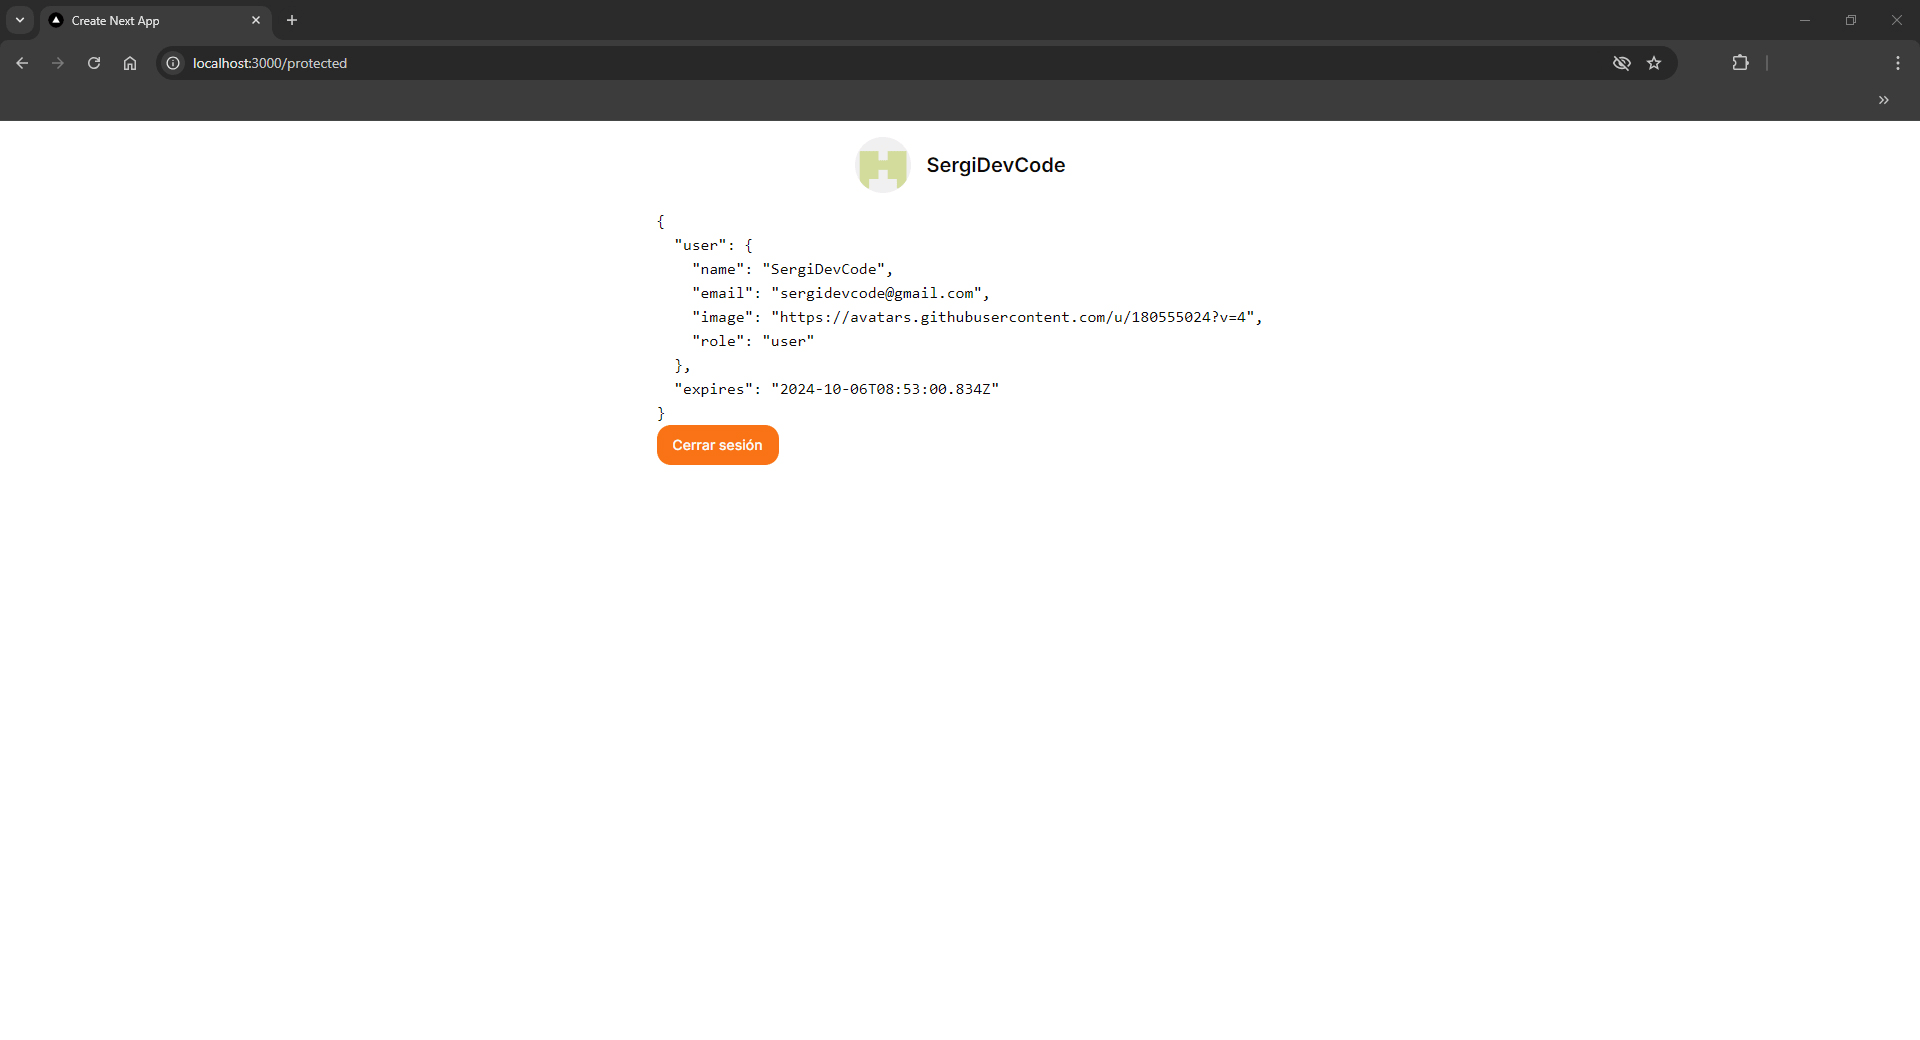 Create Next App
localhost:3000/protected
SergiDevCode
{
"user": {
"name": "SergiDevCode",
"email": "sergidevcode@gmail.com",
"image": "https://avatars.githubusercontent.com/u/180555024?v=4",
"role": "user"
},
"expires": "2024-10-06T08:53:00.834Z"
}
Cerrar sesión